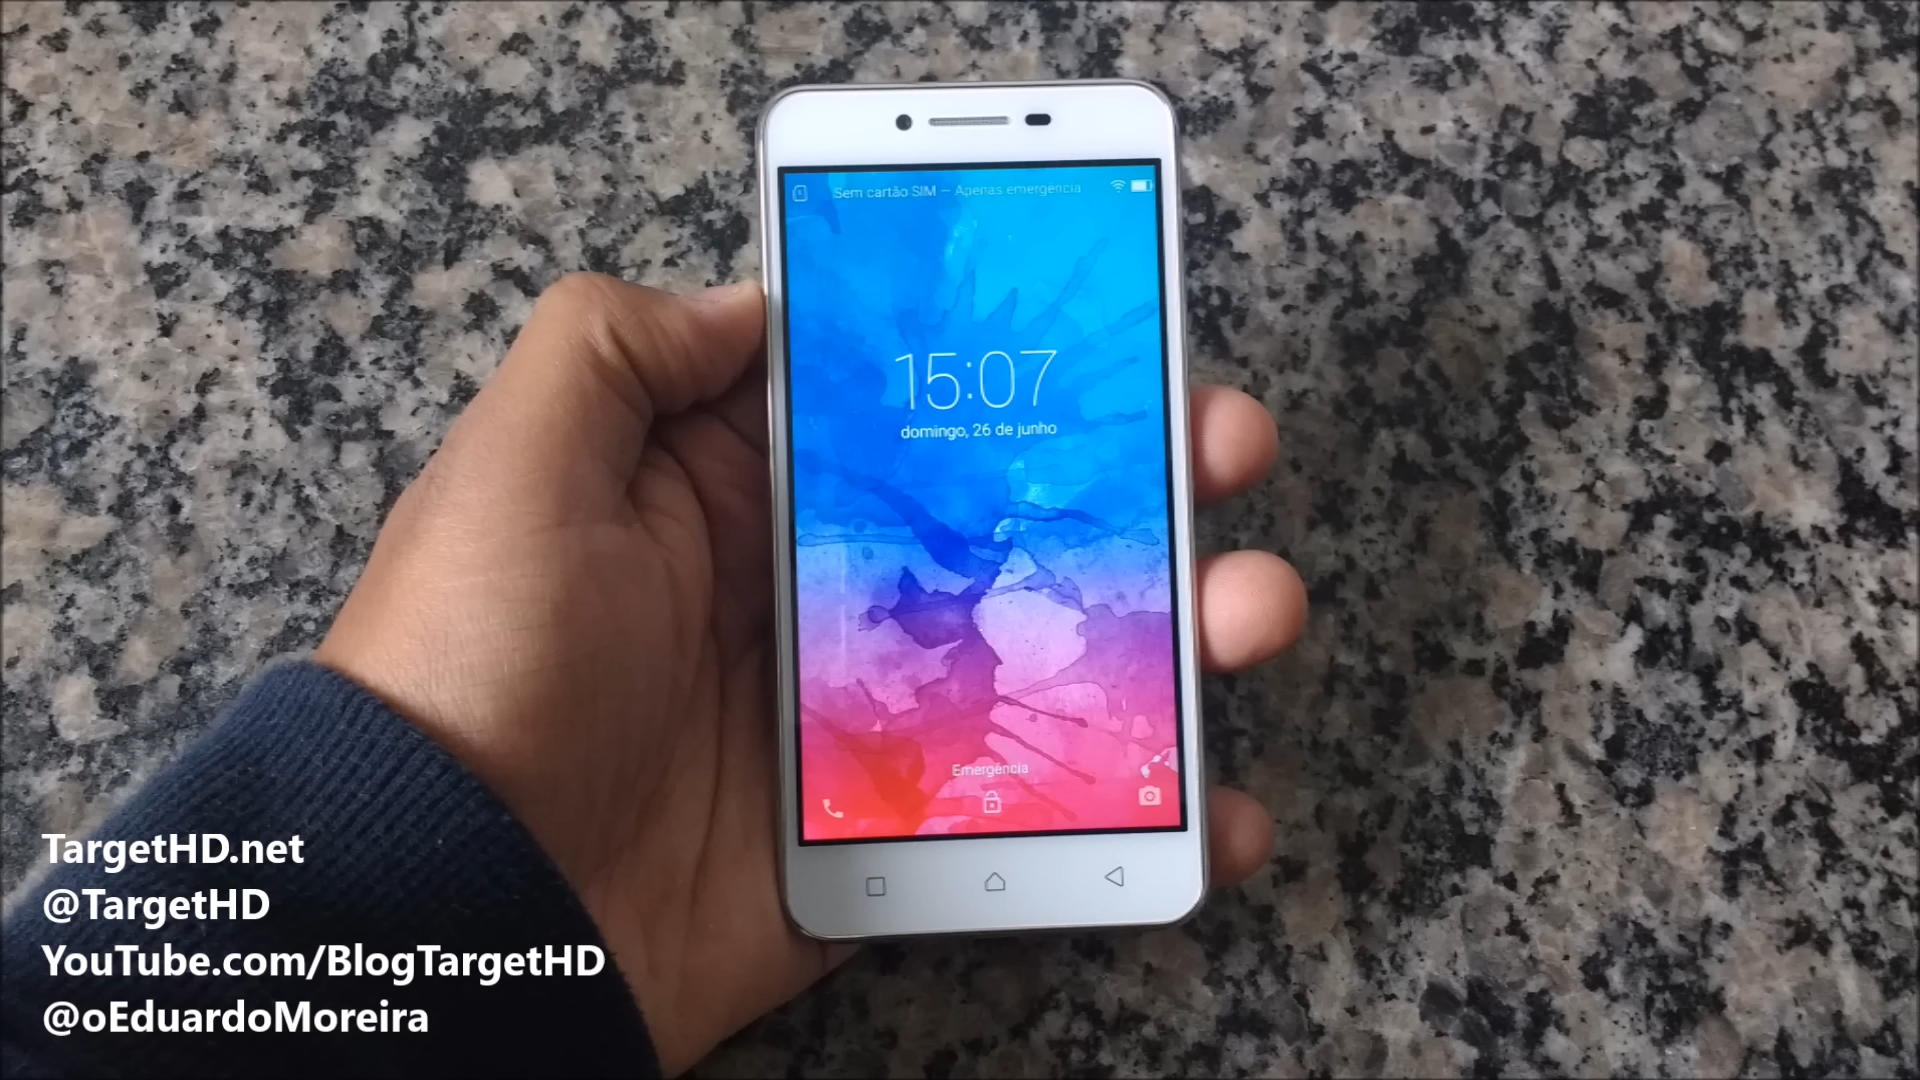 Sem cartão SIM — Apenas emergência
15:07
domingo, 26 de junho
Emergência
TargetHD.net
@TargetHD
YouTube.com/BlogTargetHD
@oEduardoMoreira